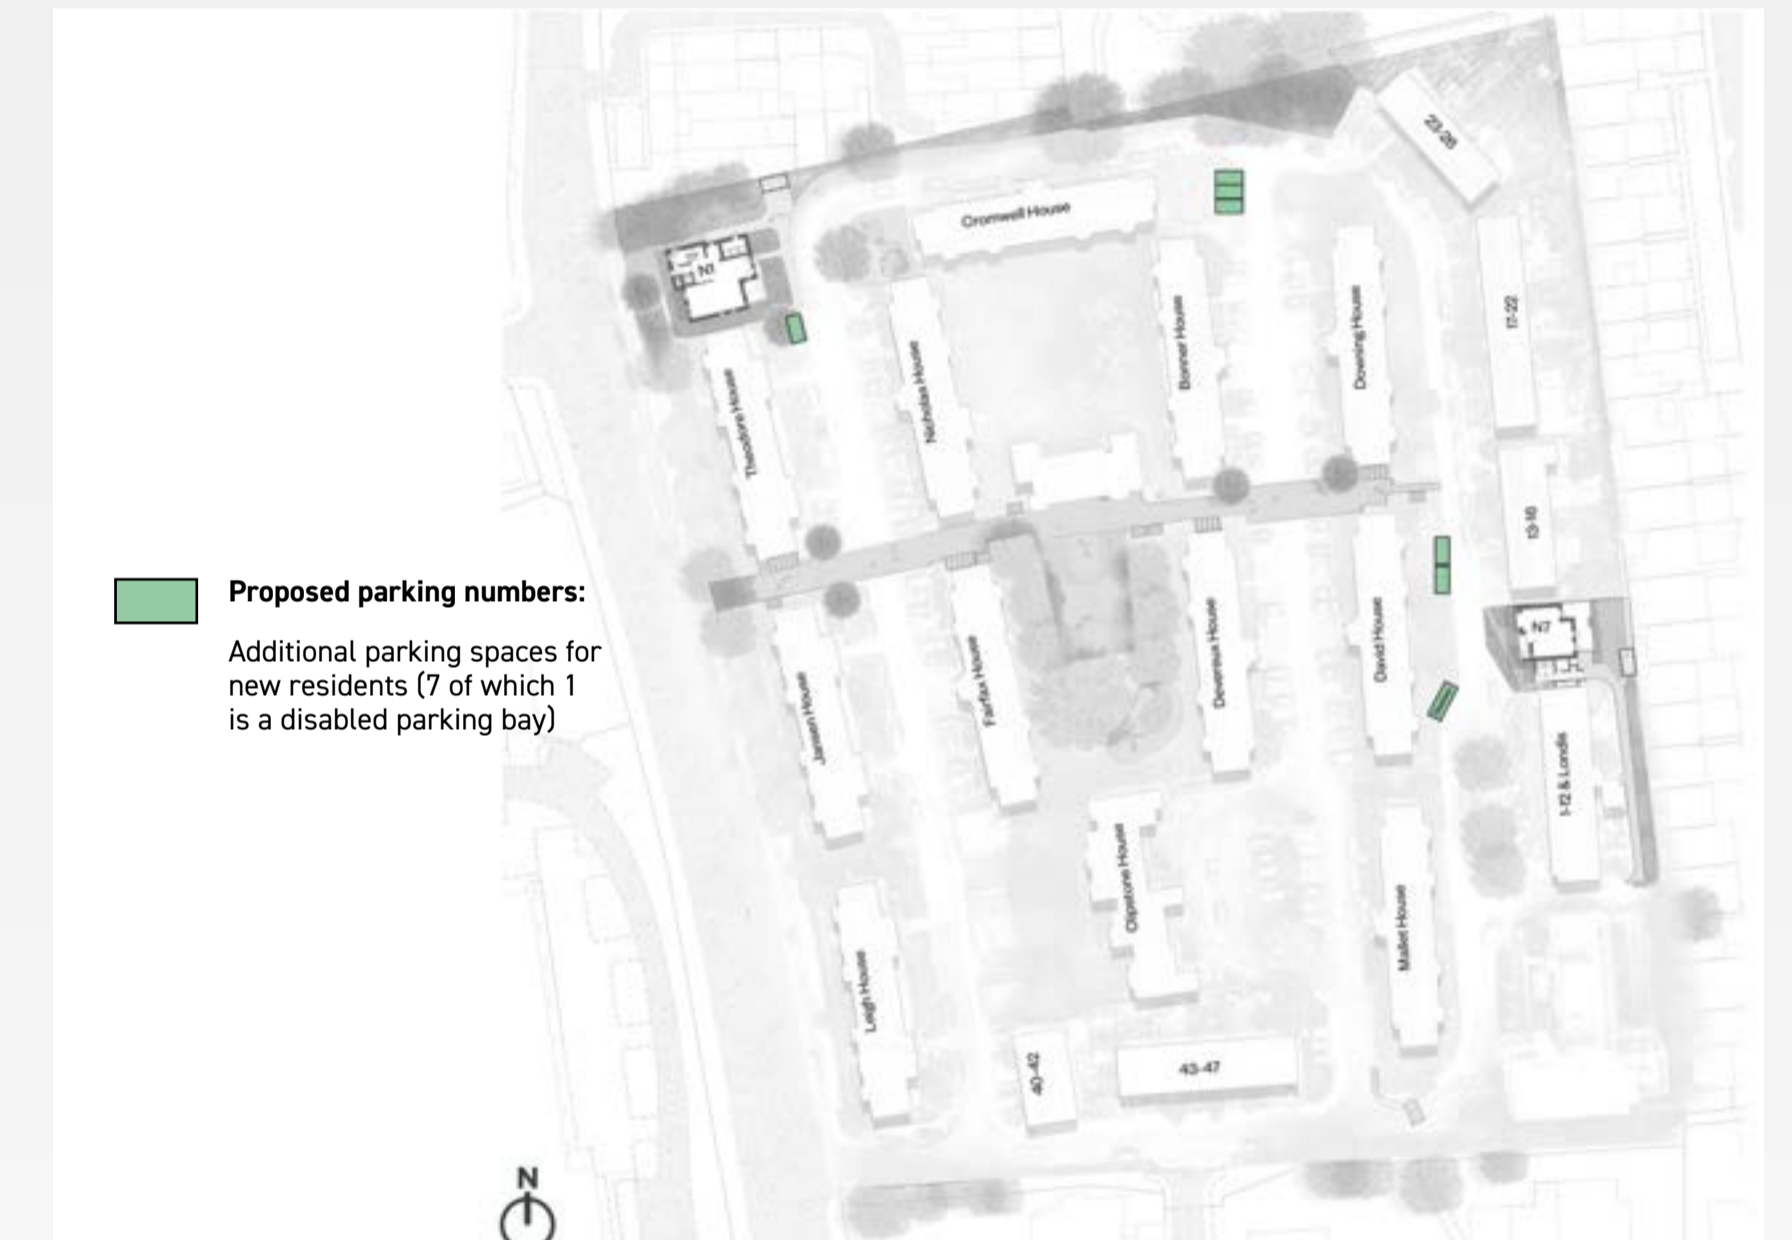 Proposed parking numbers:
Additional parking spaces for
new residents (7 of which 1
is a disabled parking bay)
23-26
Cromwell House
N1
17-22
Bonner House
Downing House
Nicholas House
Theodore House
13-16
N7
David House
Devereux House
Fairfax House
Jansen House
1-12 & Londis
Clipstone House
Mallet House
Leigh House
40-42
43-47
N